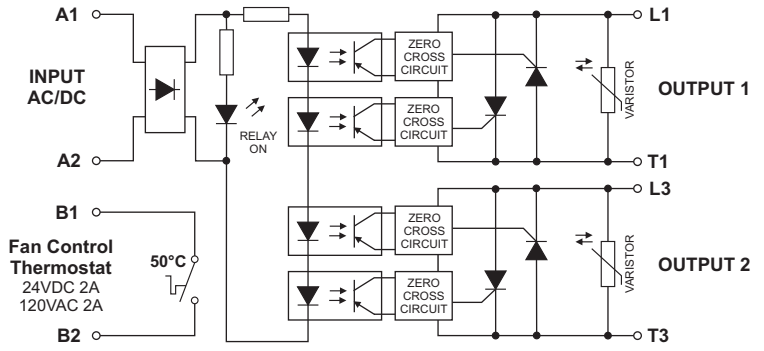 A1
INPUT
AC/DC
A2
RELAY
ON
ZERO
CROSS
CIRCUIT
ZERO
CROSS
CIRCUIT
L1
VARISTOR
OUTPUT 1
T1
B1
Fan Control
Thermostat
24VDC 2A
120VAC 2A
50°C
B2
ZERO
CROSS
CIRCUIT
ZERO
CROSS
CIRCUIT
L3
VARISTOR
OUTPUT 2
T3